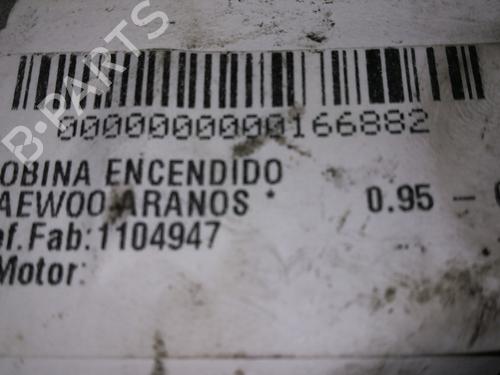 B-PARTS
0000000000166882
OBINA ENCENDIDO
AEWOO ARANOS * 0.95 -
ef.Fab:1104947
Motor: